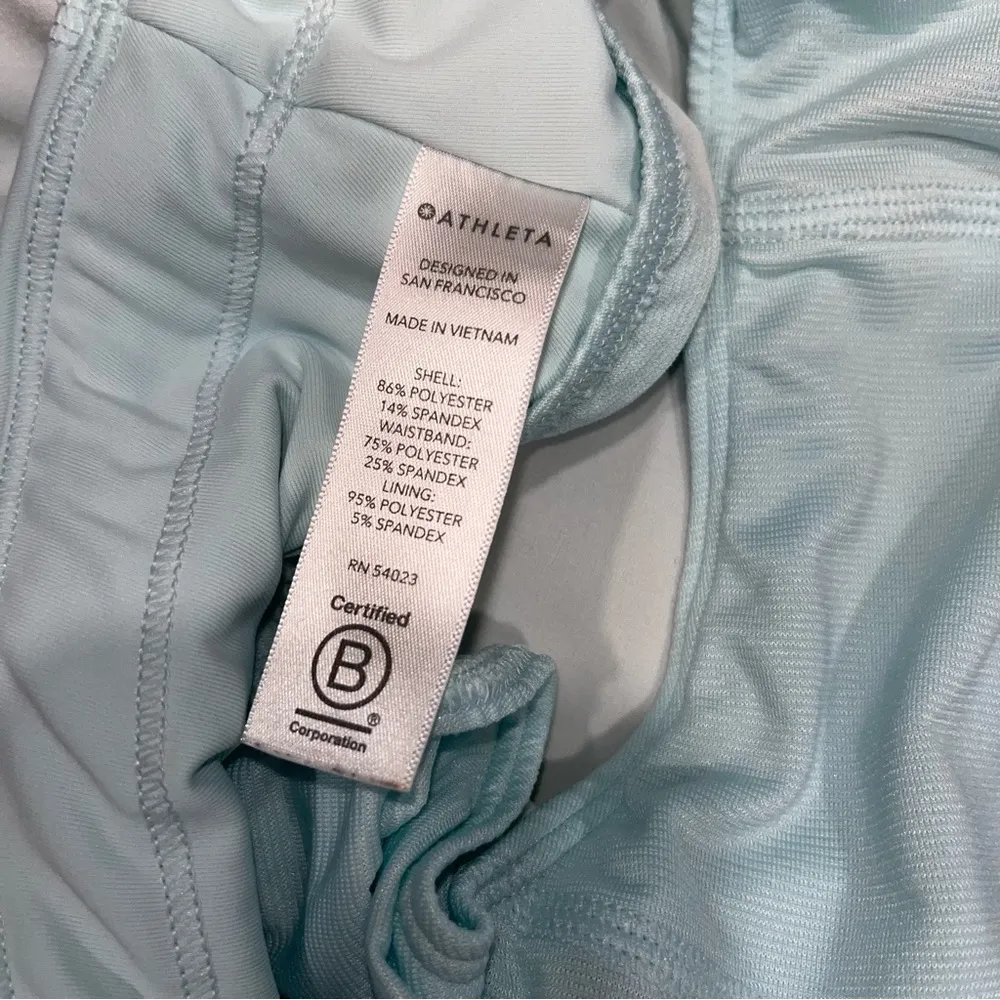 ATHLETA
DESIGNED IN
SAN FRANCISCO
MADE IN VIETNAM
SHELL:
86% POLYESTER
14% SPANDEX
WAISTBAND:
75% POLYESTER
25% SPANDEX
LINING:
95% POLYESTER
5% SPANDEX
RN 54023
Certified
B
®
Corporation